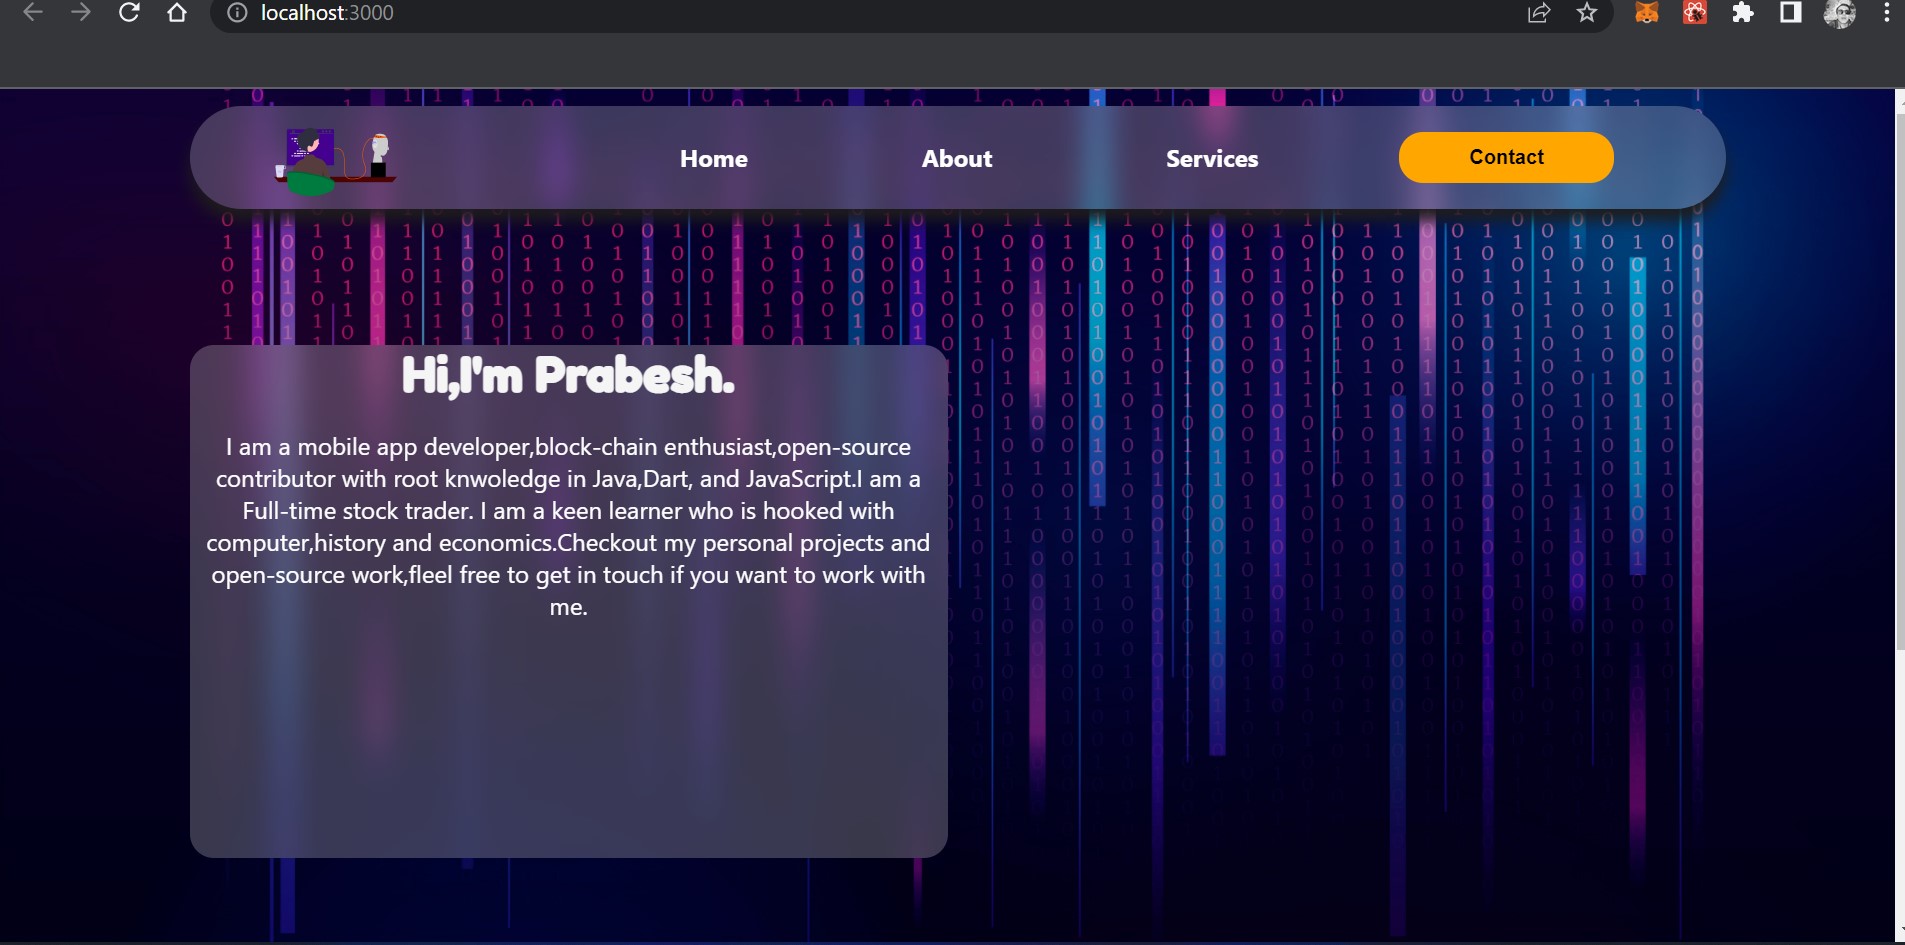 localhost:3000
Home About Services Contact
Hi,I'm Prabesh.
I am a mobile app developer,block-chain enthusiast,open-source
contributor with root knwoledge in Java,Dart, and JavaScript.I am a
Full-time stock trader. I am a keen learner who is hooked with
computer,history and economics.Checkout my personal projects and
open-source work,fleel free to get in touch if you want to work with
me.